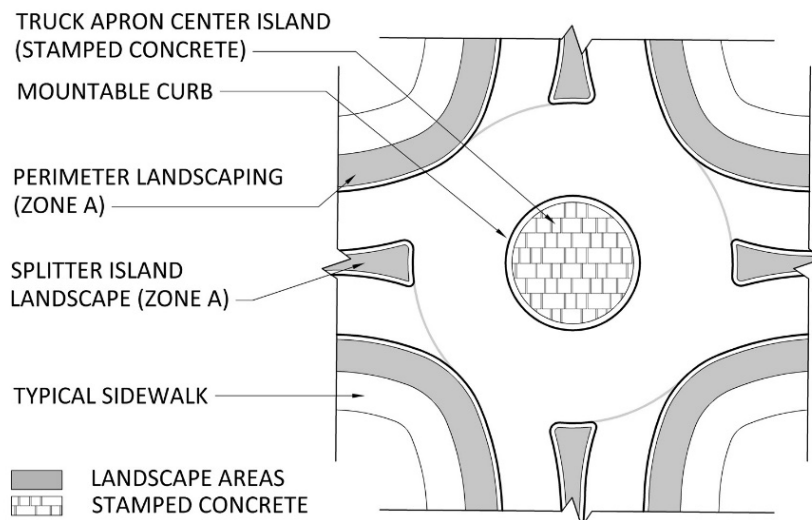 TRUCK APRON CENTER ISLAND
(STAMPED CONCRETE)
MOUNTABLE CURB
PERIMETER LANDSCAPING
(ZONE A)
SPLITTER ISLAND
LANDSCAPE (ZONE A)
TYPICAL SIDEWALK
LANDSCAPE AREAS
STAMPED CONCRETE